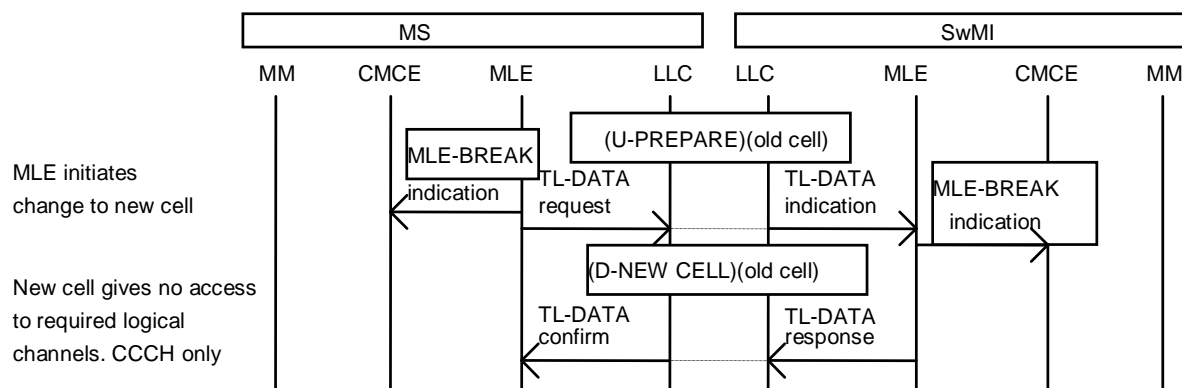 MS SwMI
MM CMCE MLE LLC LLC MLE CMCE MM
(U-PREPARE)(old cell)
MLE initiates
change to new cell
MLE-BREAK
indication
TL-DATA
request
TL-DATA
indication
MLE-BREAK
indication
(D-NEW CELL)(old cell)
New cell gives no access
to required logical
channels. CCCH only
TL-DATA
confirm
TL-DATA
response